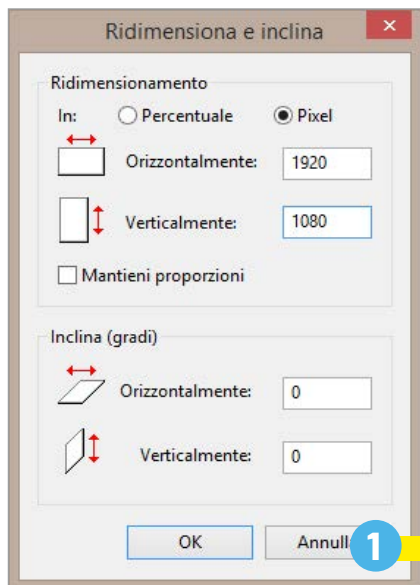 Ridimensiona e inclina
Ridimensionamento
In: Percentuale Pixel
Orizzontalmente: 1920
Verticalmente: 1080
Mantieni proporzioni
Inclina (gradi)
Orizzontalmente: 0
Verticalmente: 0
OK Annull
1